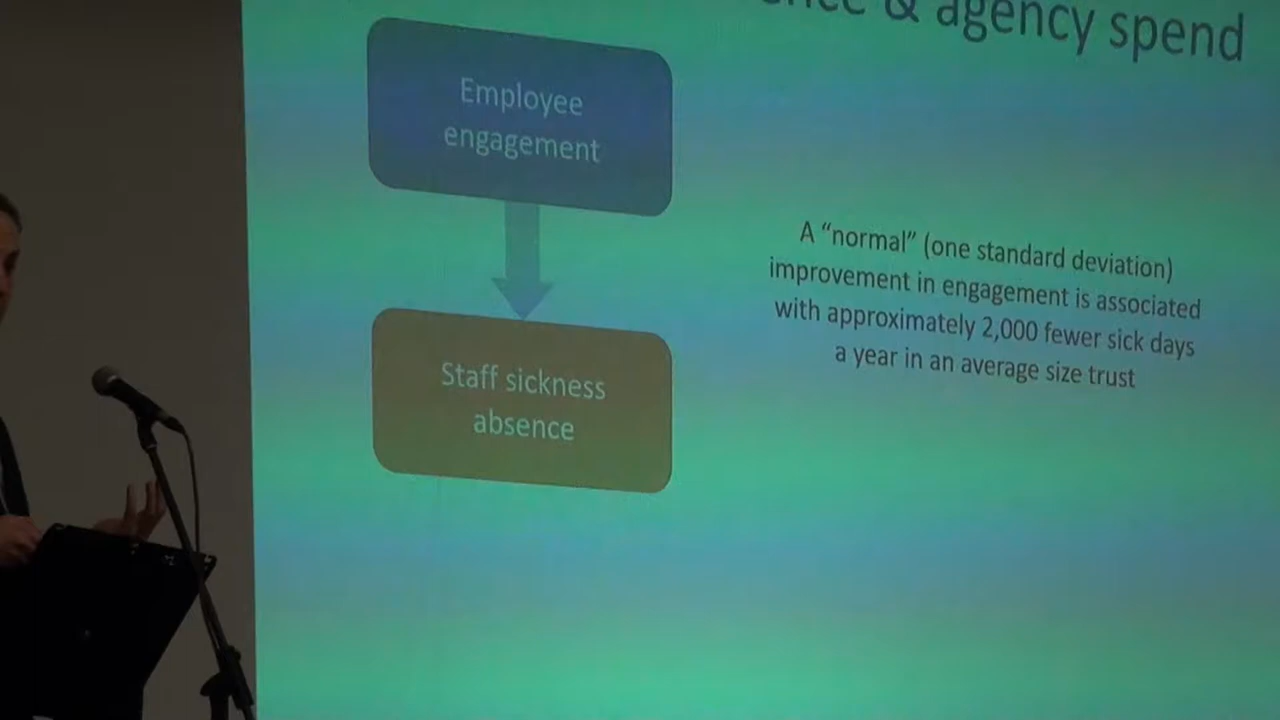 & agency spend
Employee
engagement
A “normal” (one standard deviation)
improvement in engagement is associated
with approximately 2,000 fewer sick days
a year in an average size trust
Staff sickness
absence